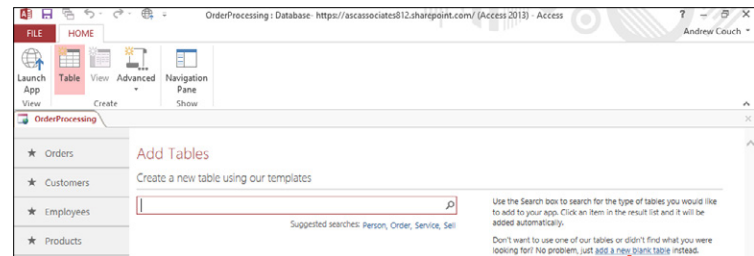 OrderProcessing : Database- https://ascassociates812.sharepoint.com/ (Access 2013) - Access
FILE HOME Andrew Couch
Launch App Table View Advanced Navigation Pane
View Create Show
OrderProcessing
Orders
Add Tables
Create a new table using our templates
Customers
Employees
Products
Suggested searches: Person, Order, Service, Sell
Use the Search box to search for the type of tables you would like
to add to your app. Click an item in the result list and it will be
added automatically.
Don't want to use one of our tables or didn't find what you were
looking for? No problem, just add a new blank table instead.